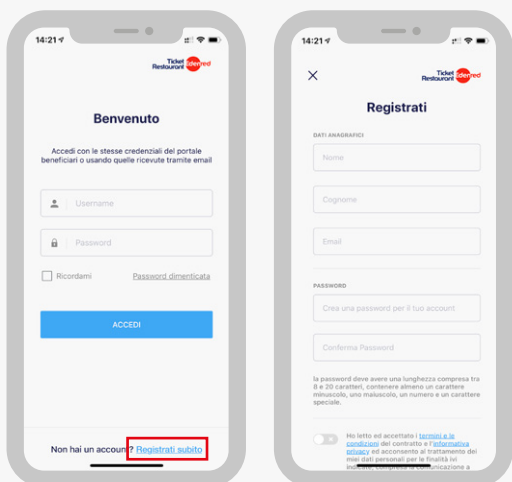 14:21
Ticket
Restaurant Edenred
Benvenuto
Accedi con le stesse credenziali del portale
beneficiari o usando quelle ricevute tramite email
Username
Password
Ricordami
Password dimenticata
ACCEDI
Non hai un account? Registrati subito
14:21
Ticket
Restaurant Edenred
Registrati
DATI ANAGRAFICI
Nome
Cognome
Email
PASSWORD
Crea una password per il tuo account
Conferma Password
la password deve avere una lunghezza compresa tra
8 e 20 caratteri, contenere almeno un carattere
minuscolo, uno maiuscolo, un numero e un carattere
speciale.
Ho letto ed accettato i termini e le
condizioni del contratto e l'informativa
privacy ed acconsento al trattamento dei
miei dati personali per le finalità ivi
indicate, compresa la comunicazione a